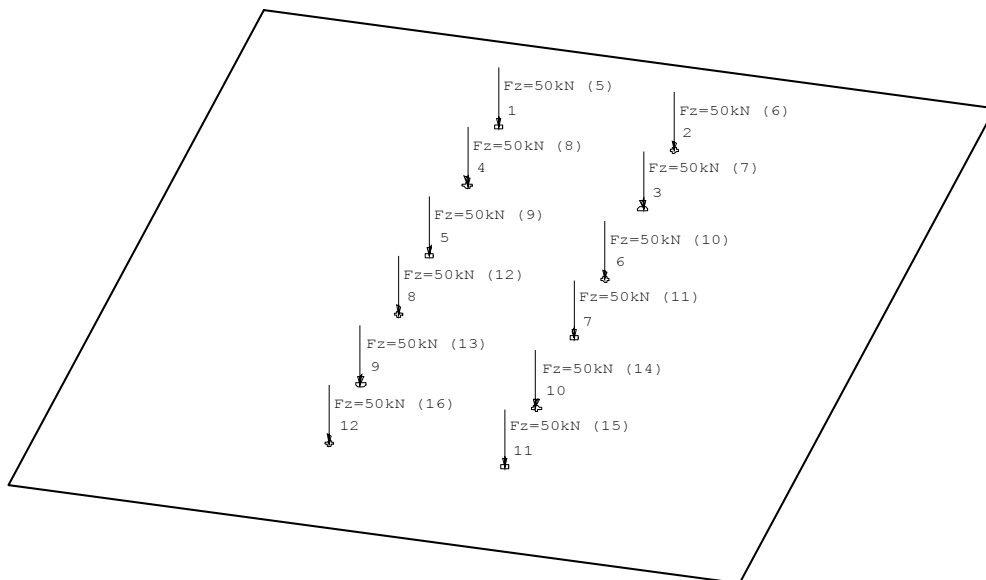 Fz=50kN (5)
1
Fz=50kN (6)
2
Fz=50kN (8)
4
Fz=50kN (7)
3
Fz=50kN (9)
5
Fz=50kN (10)
6
Fz=50kN (12)
8
Fz=50kN (11)
7
Fz=50kN (13)
9
Fz=50kN (14)
10
Fz=50kN (16)
12
Fz=50kN (15)
11